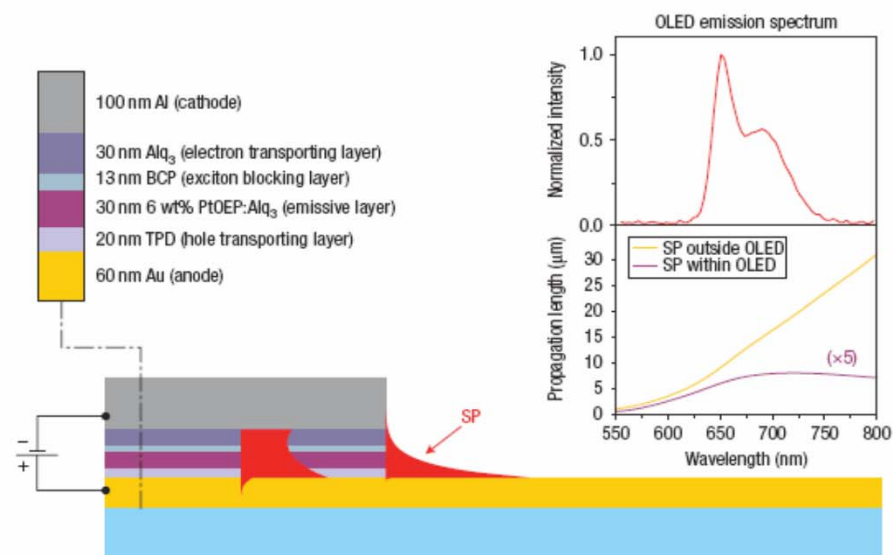 100 nm Al (cathode)
30 nm Alq₃ (electron transporting layer)
13 nm BCP (exciton blocking layer)
30 nm 6 wt% PtOEP:Alq₃ (emissive layer)
20 nm TPD (hole transporting layer)
60 nm Au (anode)
–
+
SP
OLED emission spectrum
Normalized intensity
1.0
0.5
0.0
SP outside OLED
SP within OLED
Propagation length (μm)
30
25
20
15
10
5
0
(×5)
550
600
650
700
750
800
Wavelength (nm)